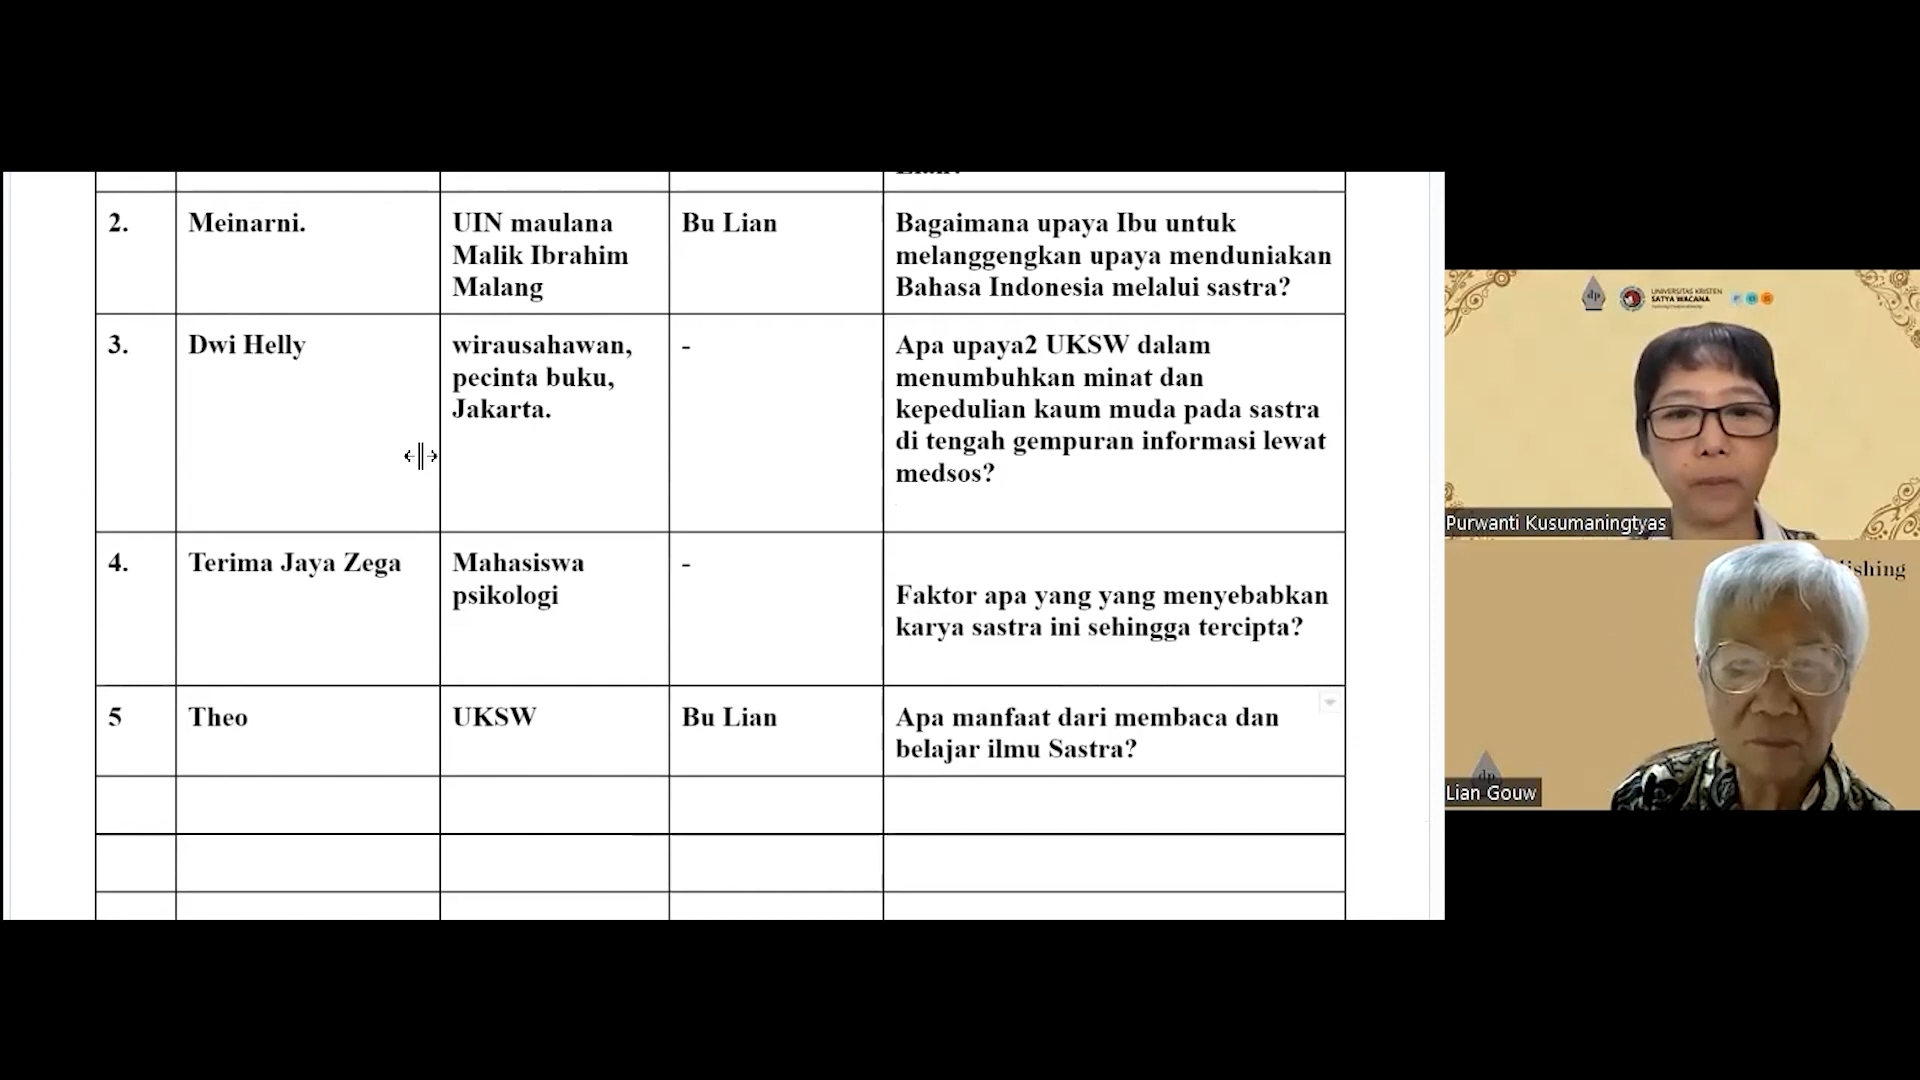 2.
Meinarni.
UIN maulana
Malik Ibrahim
Malang
Bu Lian
Bagaimana upaya Ibu untuk
melanggengkan upaya menduniakan
Bahasa Indonesia melalui sastra?
3.
Dwi Helly
wirausahawan,
pecinta buku,
Jakarta.
-
Apa upaya2 UKSW dalam
menumbuhkan minat dan
kepedulian kaum muda pada sastra
di tengah gempuran informasi lewat
medsos?
4.
Terima Jaya Zega
Mahasiswa
psikologi
-
Faktor apa yang yang menyebabkan
karya sastra ini sehingga tercipta?
5
Theo
UKSW
Bu Lian
Apa manfaat dari membaca dan
belajar ilmu Sastra?
dp
UNIVERSITAS KRISTEN
SATYA WACANA
Purwanti Kusumaningtyas
lishing
dp
Lian Gouw